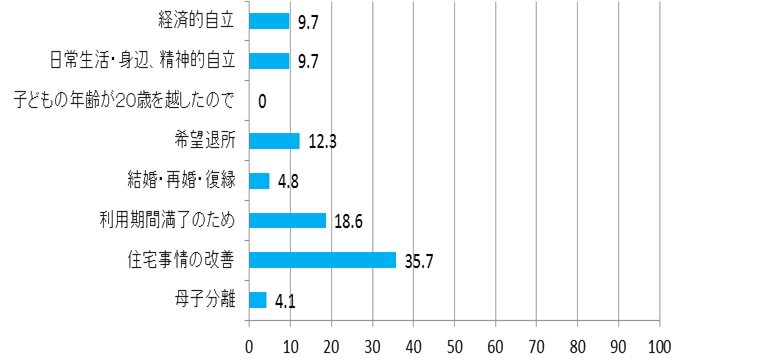 経済的自立 9.7
日常生活・身辺、精神的自立 9.7
子どもの年齢が20歳を越したので 0
希望退所 12.3
結婚・再婚・復縁 4.8
利用期間満了のため 18.6
住宅事情の改善 35.7
母子分離 4.1
0 10 20 30 40 50 60 70 80 90 100